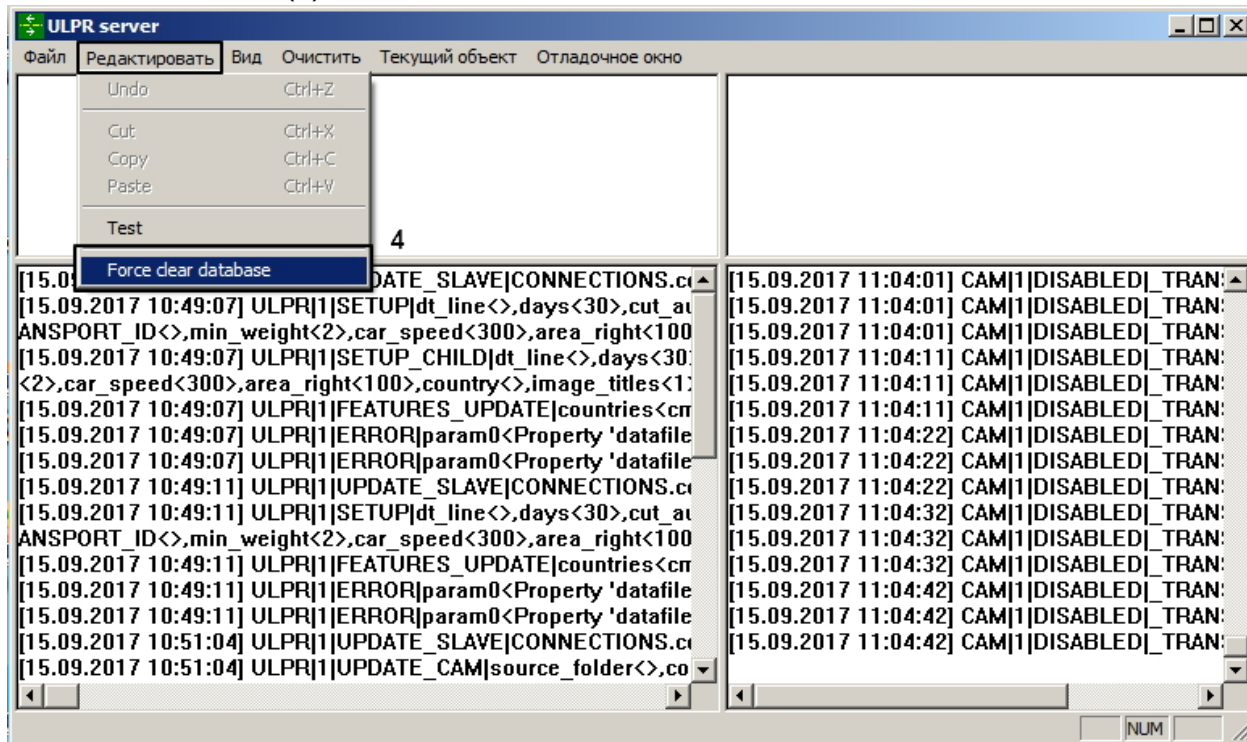 ULPR server
Файл Редактировать Вид Очистить Текущий объект Отладочное окно
Undo Ctrl+Z
Cut Ctrl+X
Copy Ctrl+C
Paste Ctrl+V
Test
4
Force clear database
[15.0 DATE_SLAVE|CONNECTIONS.c
[15.09.2017 10:49:07] ULPR|1|SETUP|dt_line<>,days<30>,cut_au
ANSPORT_ID<>,min_weight<2>,car_speed<300>,area_right<100
[15.09.2017 10:49:07] ULPR|1|SETUP_CHILD|dt_line<>,days<30
<2>,car_speed<300>,area_right<100>,country<>,image_titles<1
[15.09.2017 10:49:07] ULPR|1|FEATURES_UPDATE|countries<cm
[15.09.2017 10:49:07] ULPR|1|ERROR|param0<Property 'datafile
[15.09.2017 10:49:07] ULPR|1|ERROR|param0<Property 'datafile
[15.09.2017 10:49:11] ULPR|1|UPDATE_SLAVE|CONNECTIONS.c
[15.09.2017 10:49:11] ULPR|1|SETUP|dt_line<>,days<30>,cut_au
ANSPORT_ID<>,min_weight<2>,car_speed<300>,area_right<100
[15.09.2017 10:49:11] ULPR|1|FEATURES_UPDATE|countries<cm
[15.09.2017 10:49:11] ULPR|1|ERROR|param0<Property 'datafile
[15.09.2017 10:49:11] ULPR|1|ERROR|param0<Property 'datafile
[15.09.2017 10:51:04] ULPR|1|UPDATE_SLAVE|CONNECTIONS.c
[15.09.2017 10:51:04] ULPR|1|UPDATE_CAM|source_folder<>,co
[15.09.2017 11:04:01] CAM|1|DISABLED|_TRAN
[15.09.2017 11:04:01] CAM|1|DISABLED|_TRAN
[15.09.2017 11:04:01] CAM|1|DISABLED|_TRAN
[15.09.2017 11:04:11] CAM|1|DISABLED|_TRAN
[15.09.2017 11:04:11] CAM|1|DISABLED|_TRAN
[15.09.2017 11:04:11] CAM|1|DISABLED|_TRAN
[15.09.2017 11:04:22] CAM|1|DISABLED|_TRAN
[15.09.2017 11:04:22] CAM|1|DISABLED|_TRAN
[15.09.2017 11:04:22] CAM|1|DISABLED|_TRAN
[15.09.2017 11:04:32] CAM|1|DISABLED|_TRAN
[15.09.2017 11:04:32] CAM|1|DISABLED|_TRAN
[15.09.2017 11:04:32] CAM|1|DISABLED|_TRAN
[15.09.2017 11:04:42] CAM|1|DISABLED|_TRAN
[15.09.2017 11:04:42] CAM|1|DISABLED|_TRAN
[15.09.2017 11:04:42] CAM|1|DISABLED|_TRAN
NUM